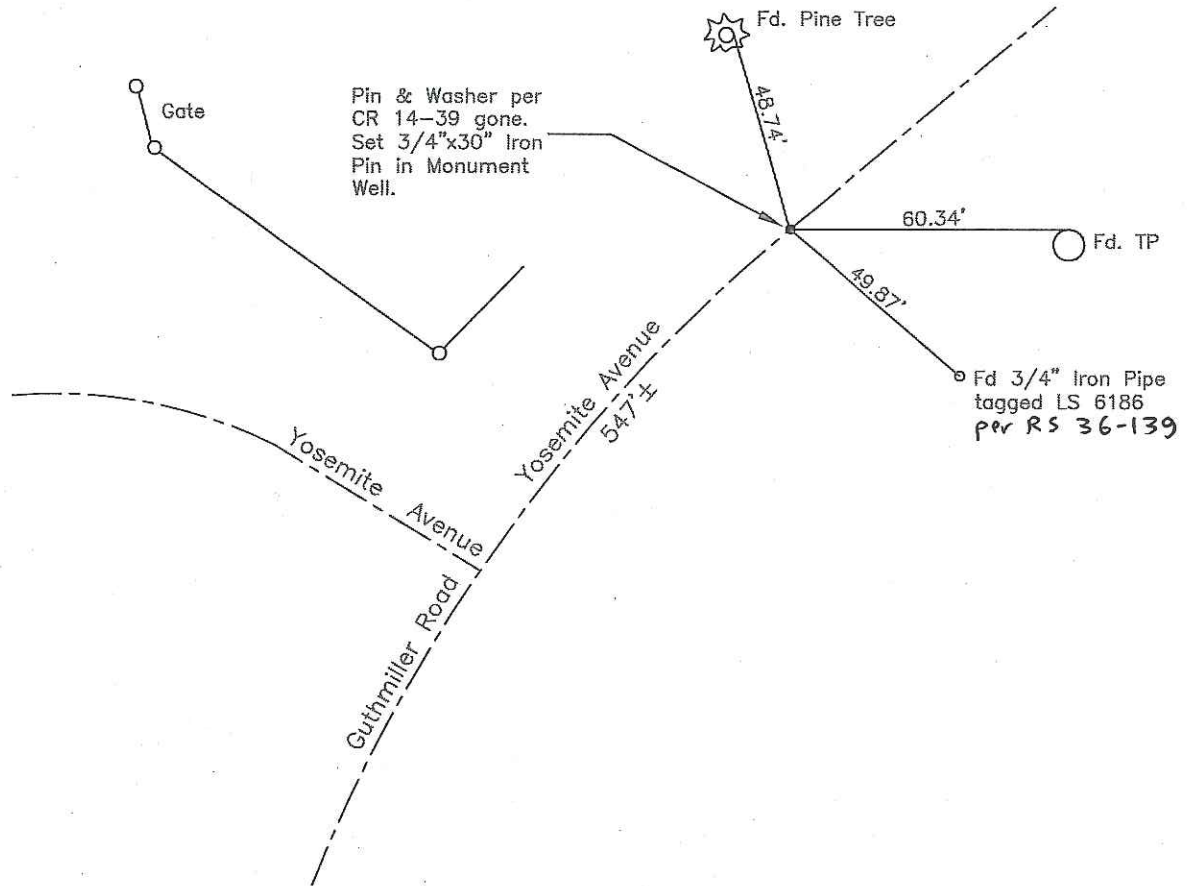 Fd. Pine Tree
Gate
Pin & Washer per
CR 14-39 gone.
Set 3/4"x30" Iron
Pin in Monument
Well.
48.74'
60.34'
Fd. TP
49.87'
Fd 3/4" Iron Pipe
tagged LS 6186
per RS 36-139
Yosemite Avenue
547'±
Yosemite Avenue
Guthmiller Road